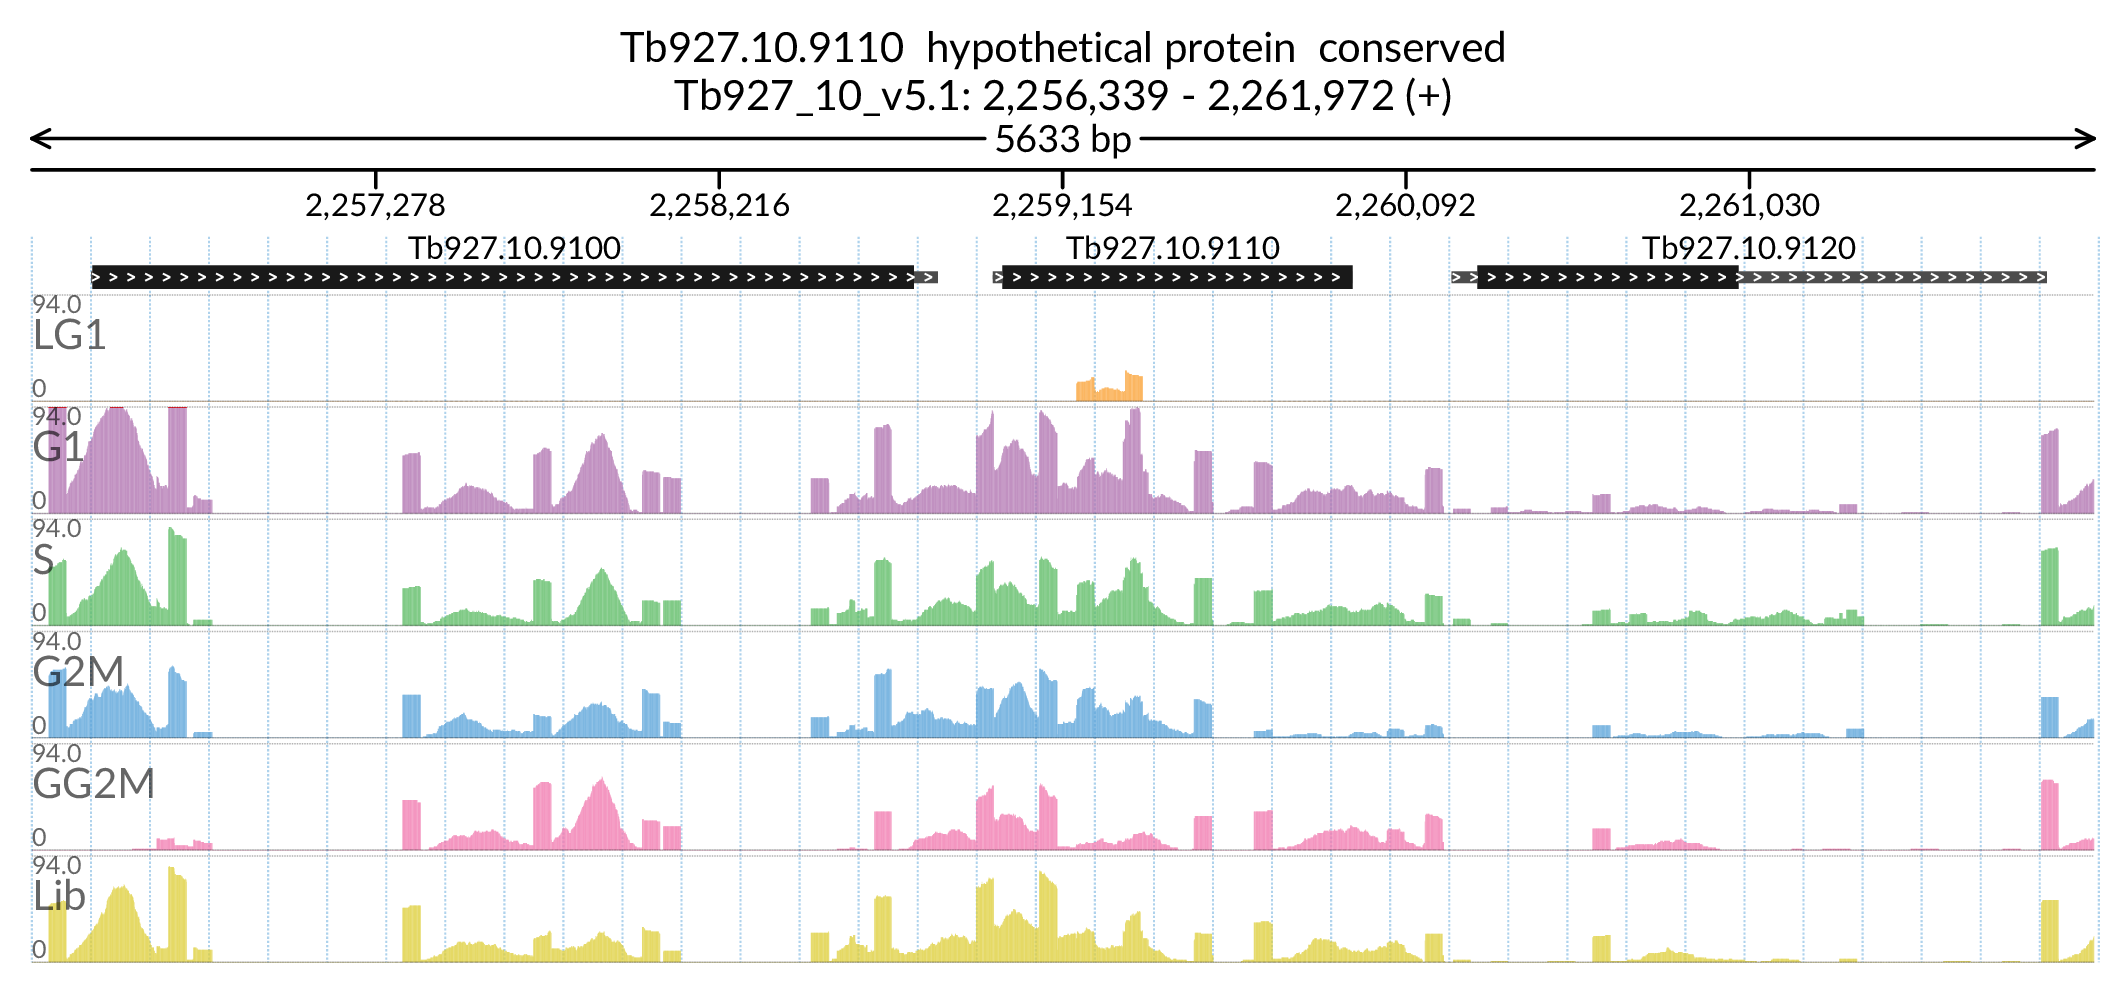 Tb927.10.9110  hypothetical protein  conserved
Tb927_10_v5.1: 2,256,339 - 2,261,972 (+)
5633 bp
2,257,278 2,258,216 2,259,154 2,260,092 2,261,030
Tb927.10.9100 Tb927.10.9110 Tb927.10.9120
94.0
LG1
0
94.0
G1
0
94.0
S
0
94.0
G2M
0
94.0
GG2M
0
94.0
Lib
0